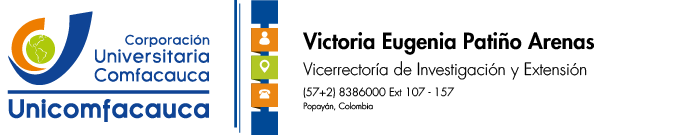 Corporación
Universitaria
Comfacauca
Unicomfacauca
Victoria Eugenia Patiño Arenas
Vicerrectoría de Investigación y Extensión
(57+2) 8386000 Ext 107 - 157
Popayán, Colombia